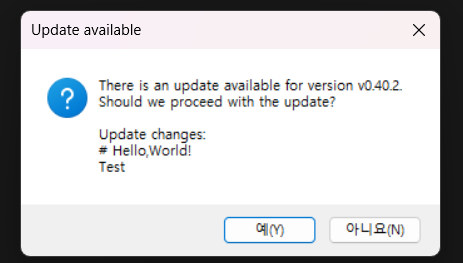 Update available
There is an update available for version v0.40.2.
Should we proceed with the update?
Update changes:
# Hello,World!
Test
예(Y)
아니요(N)